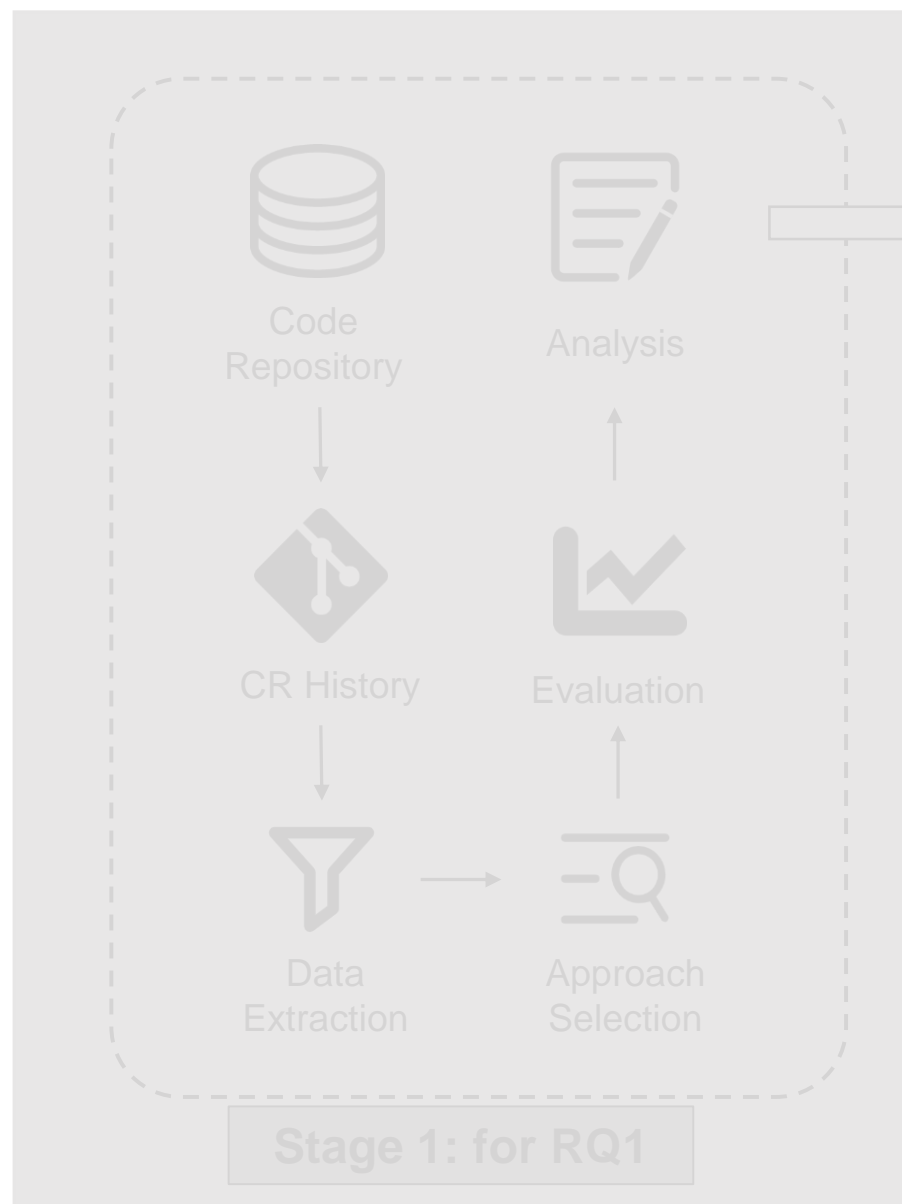 Code
Repository
Analysis
CR History
Evaluation
Data
Extraction
Approach
Selection
Stage 1: for RQ1